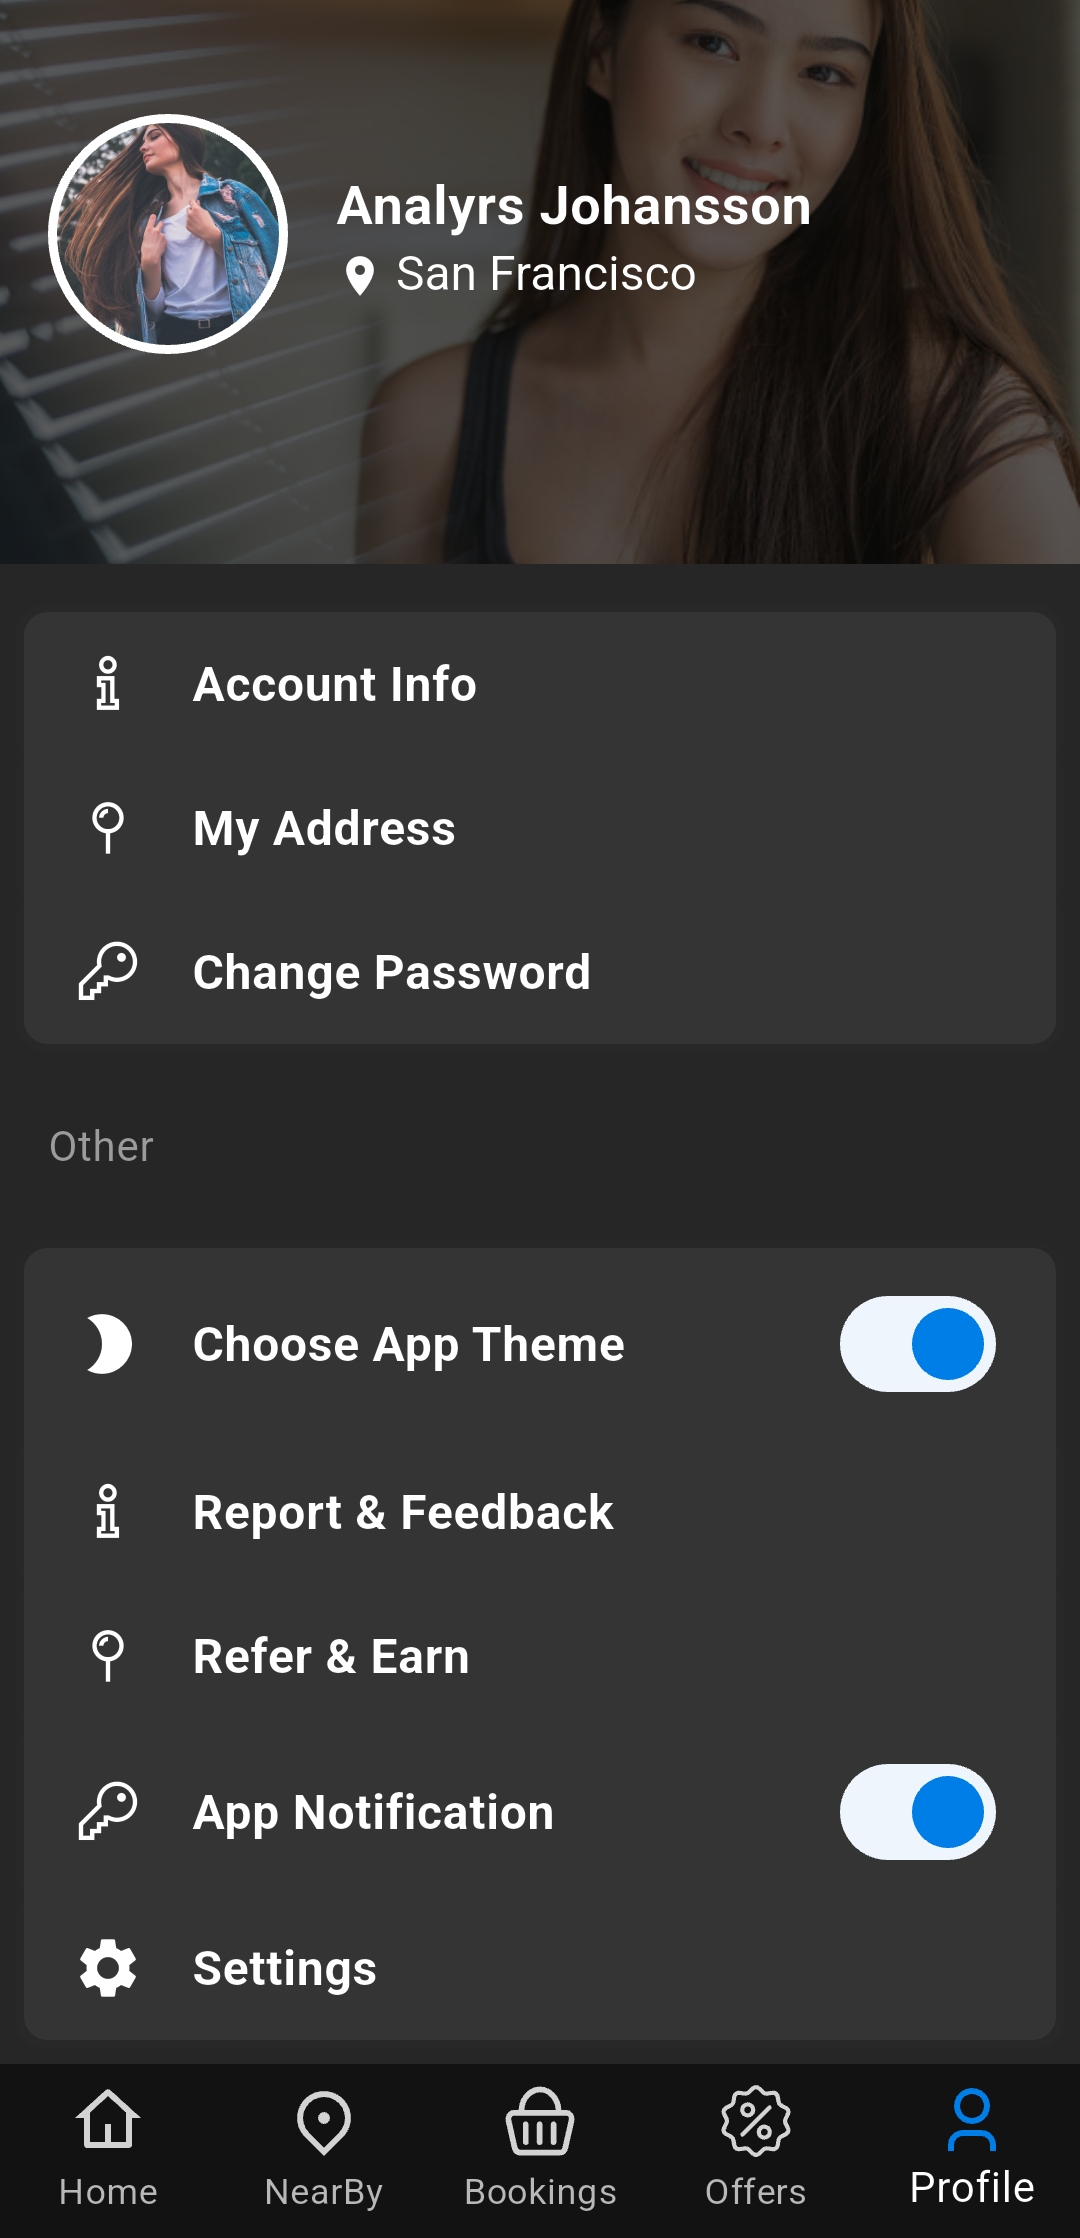 Analyrs Johansson
San Francisco
Account Info
My Address
Change Password
Other
Choose App Theme
Report & Feedback
Refer & Earn
App Notification
Settings
Home
NearBy
Bookings
Offers
Profile